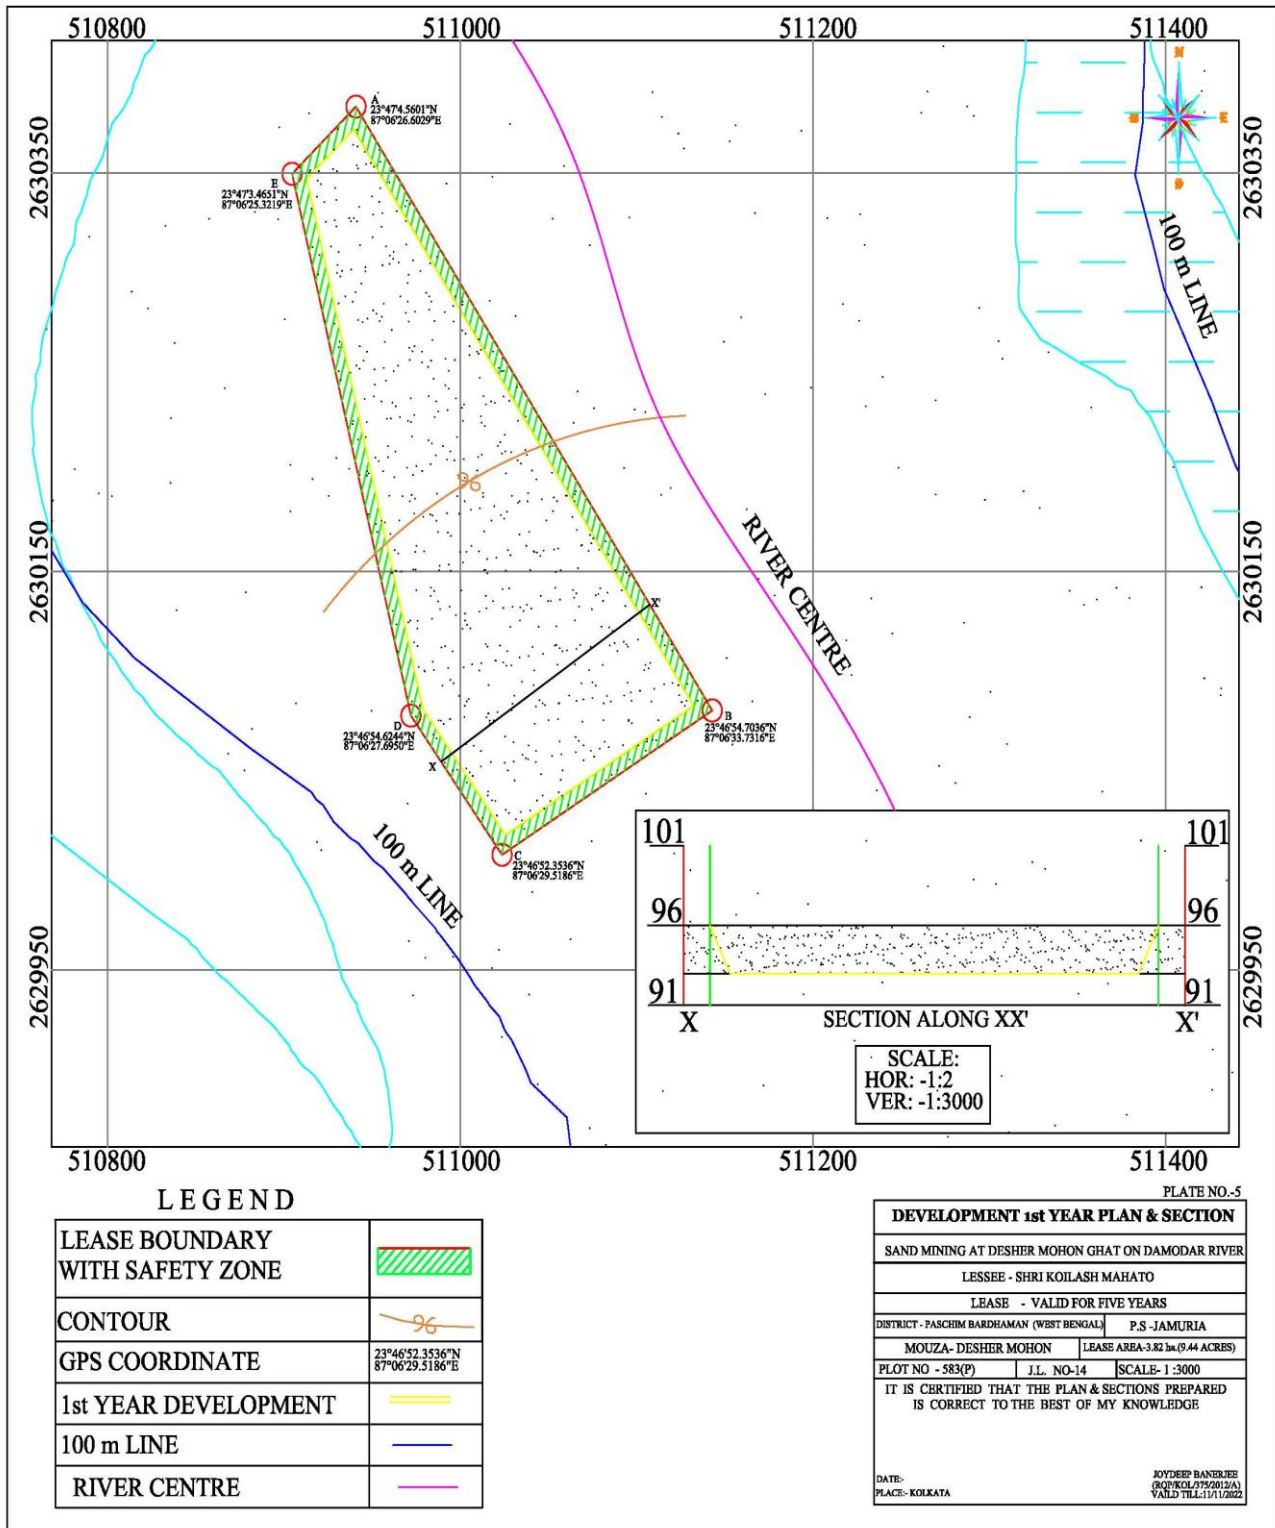 510800 511000 511200 511400
A
23°47'4.5601"N
87°06'26.6029"E
2630350
2630350
E
23°47'3.4651"N
87°06'25.3219"E
100 m LINE
96
2630150
2630150
RIVER CENTRE
X'
D
23°46'54.6244"N
87°06'27.6950"E
B
23°46'54.7036"N
87°06'33.7316"E
X
100 m LINE
C
23°46'52.3536"N
87°06'29.5186"E
2629950
2629950
101 101
96 96
91 91
X SECTION ALONG XX' X'
SCALE:
HOR: -1:2
VER: -1:3000
510800 511000 511200 511400
LEGEND
LEASE BOUNDARY
WITH SAFETY ZONE
CONTOUR 96
GPS COORDINATE 23°46'52.3536"N
87°06'29.5186"E
1st YEAR DEVELOPMENT
100 m LINE
RIVER CENTRE
PLATE NO.-5
DEVELOPMENT 1st YEAR PLAN & SECTION
SAND MINING AT DESHER MOHON GHAT ON DAMODAR RIVER
LESSEE - SHRI KOILASH MAHATO
LEASE - VALID FOR FIVE YEARS
DISTRICT - PASCHIM BARDHAMAN (WEST BENGAL) P.S -JAMURIA
MOUZA- DESHER MOHON LEASE AREA-3.82 ha.(9.44 ACRES)
PLOT NO - 583(P) J.L. NO-14 SCALE- 1 :3000
IT IS CERTIFIED THAT THE PLAN & SECTIONS PREPARED
IS CORRECT TO THE BEST OF MY KNOWLEDGE
DATE:-
PLACE:- KOLKATA
JOYDEEP BANERJEE
(RQP/KOL/375/2012/A)
VAILD TILL:11/11/2022